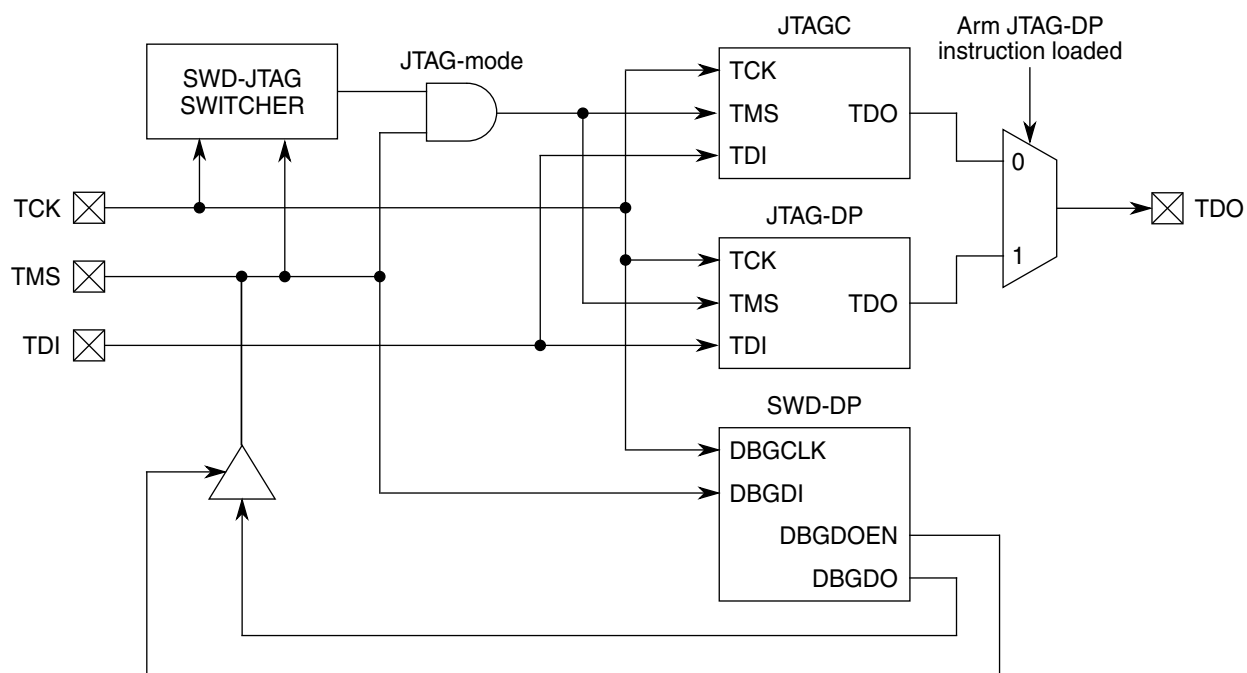 JTAGC
Arm JTAG-DP
instruction loaded
JTAG-mode
SWD-JTAG
SWITCHER
TCK
TMS
TDO
TDI
0
TCK
TDO
JTAG-DP
TMS
TCK
1
TMS
TDO
TDI
TDI
SWD-DP
DBGCLK
DBGDI
DBGDOEN
DBGDO